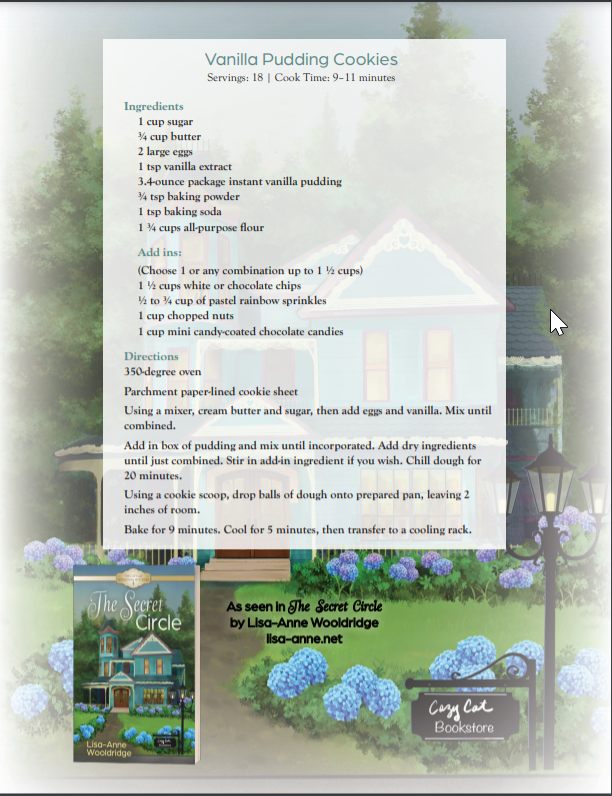 Vanilla Pudding Cookies
Servings: 18 | Cook Time: 9–11 minutes
Ingredients
1 cup sugar
¾ cup butter
2 large eggs
1 tsp vanilla extract
3.4-ounce package instant vanilla pudding
¾ tsp baking powder
1 tsp baking soda
1 ¾ cups all-purpose flour
Add ins:
(Choose 1 or any combination up to 1 ½ cups)
1 ½ cups white or chocolate chips
½ to ¾ cup of pastel rainbow sprinkles
1 cup chopped nuts
1 cup mini candy-coated chocolate candies
Directions
350-degree oven
Parchment paper-lined cookie sheet
Using a mixer, cream butter and sugar, then add eggs and vanilla. Mix until
combined.
Add in box of pudding and mix until incorporated. Add dry ingredients
until just combined. Stir in add-in ingredient if you wish. Chill dough for
20 minutes.
Using a cookie scoop, drop balls of dough onto prepared pan, leaving 2
inches of room.
Bake for 9 minutes. Cool for 5 minutes, then transfer to a cooling rack.
The Secret
Circle
Lisa-Anne
Wooldridge
As seen in The Secret Circle
by Lisa-Anne Wooldridge
lisa-anne.net
Cozy Cat
Bookstore